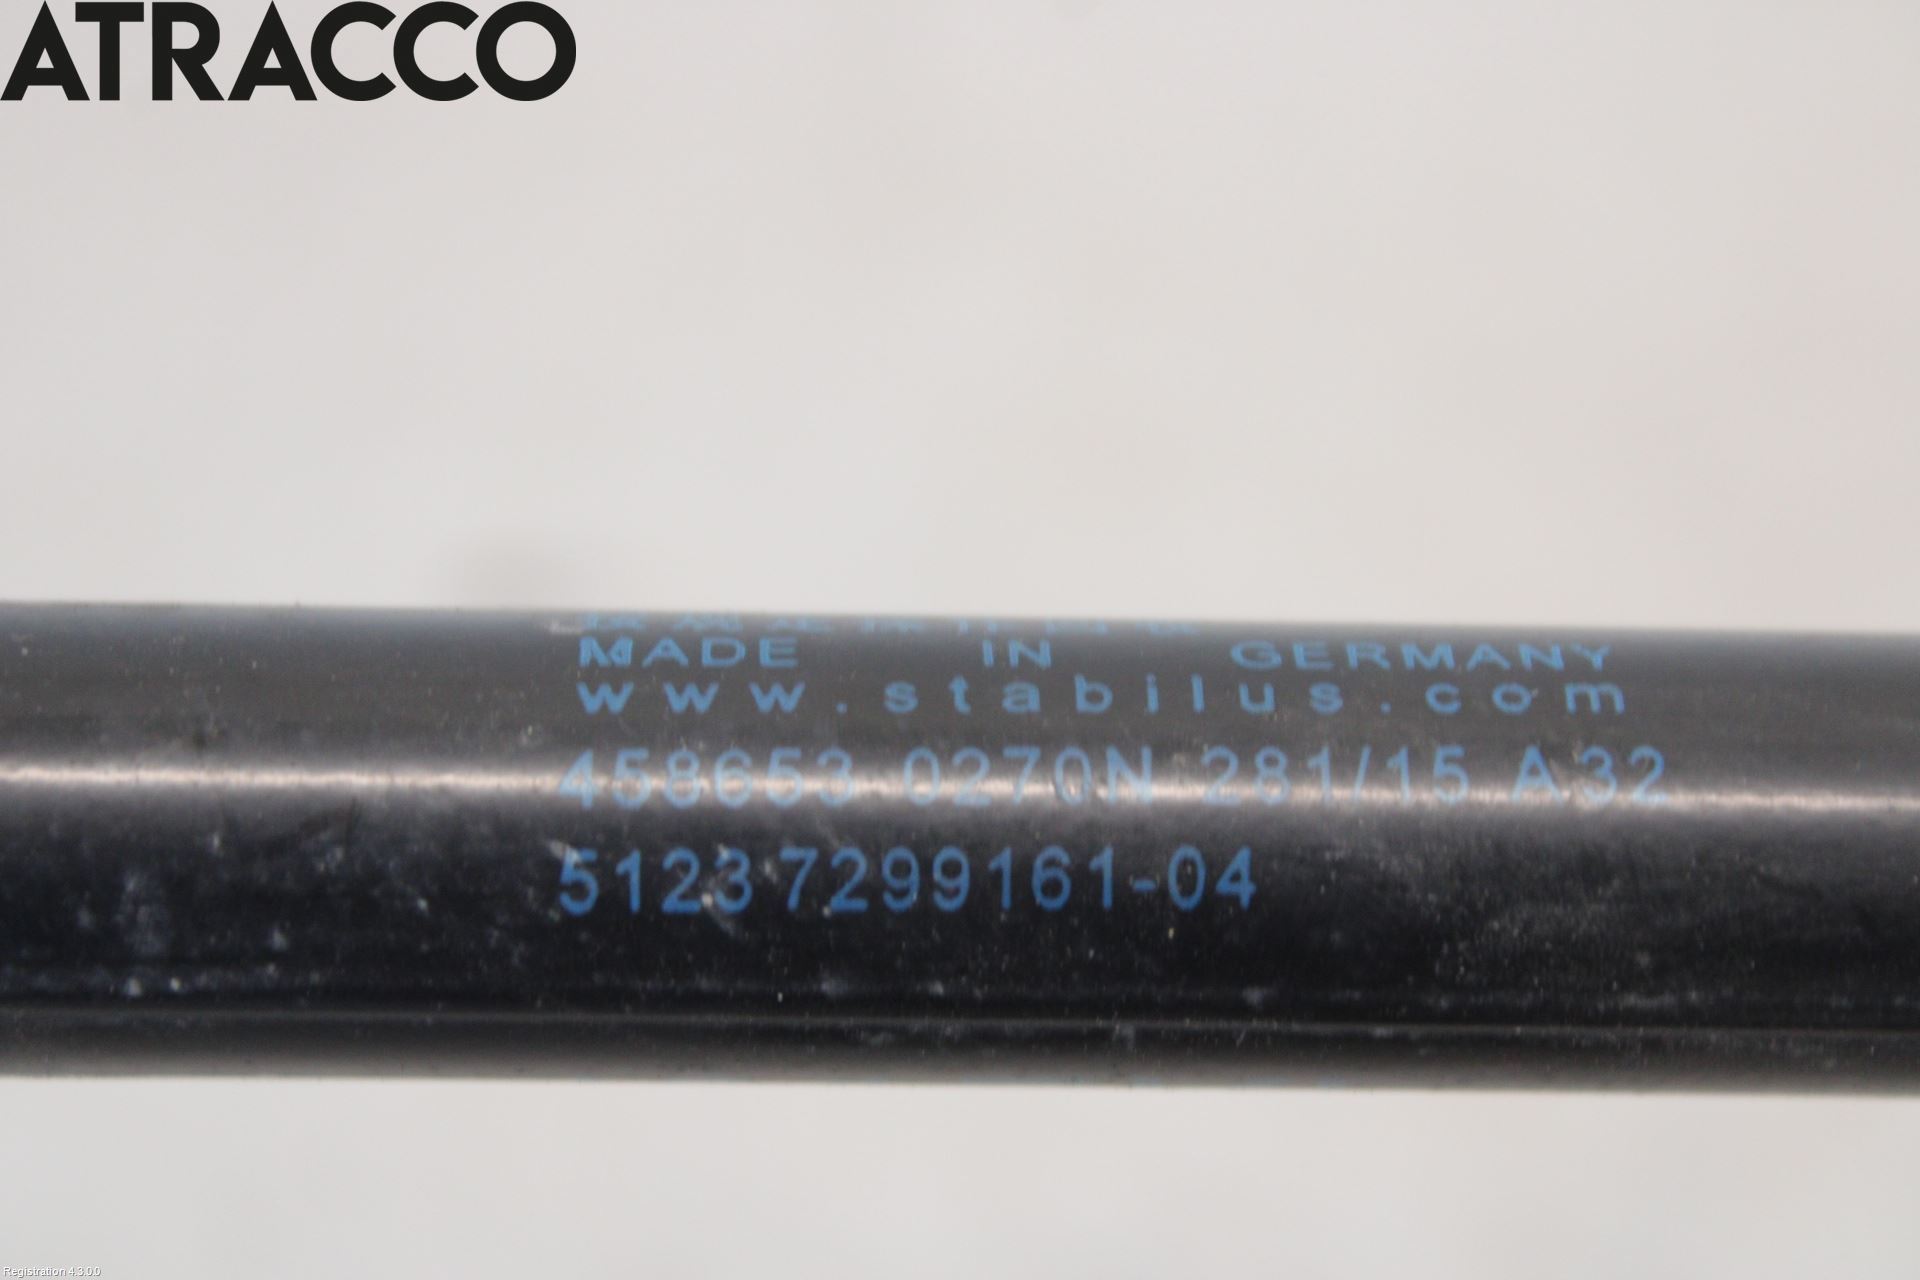 ATRACCO
MADE IN GERMANY
www.stabilus.com
458653 0270N 281/15 A32
51237299161-04
Registration 4.3.0.0